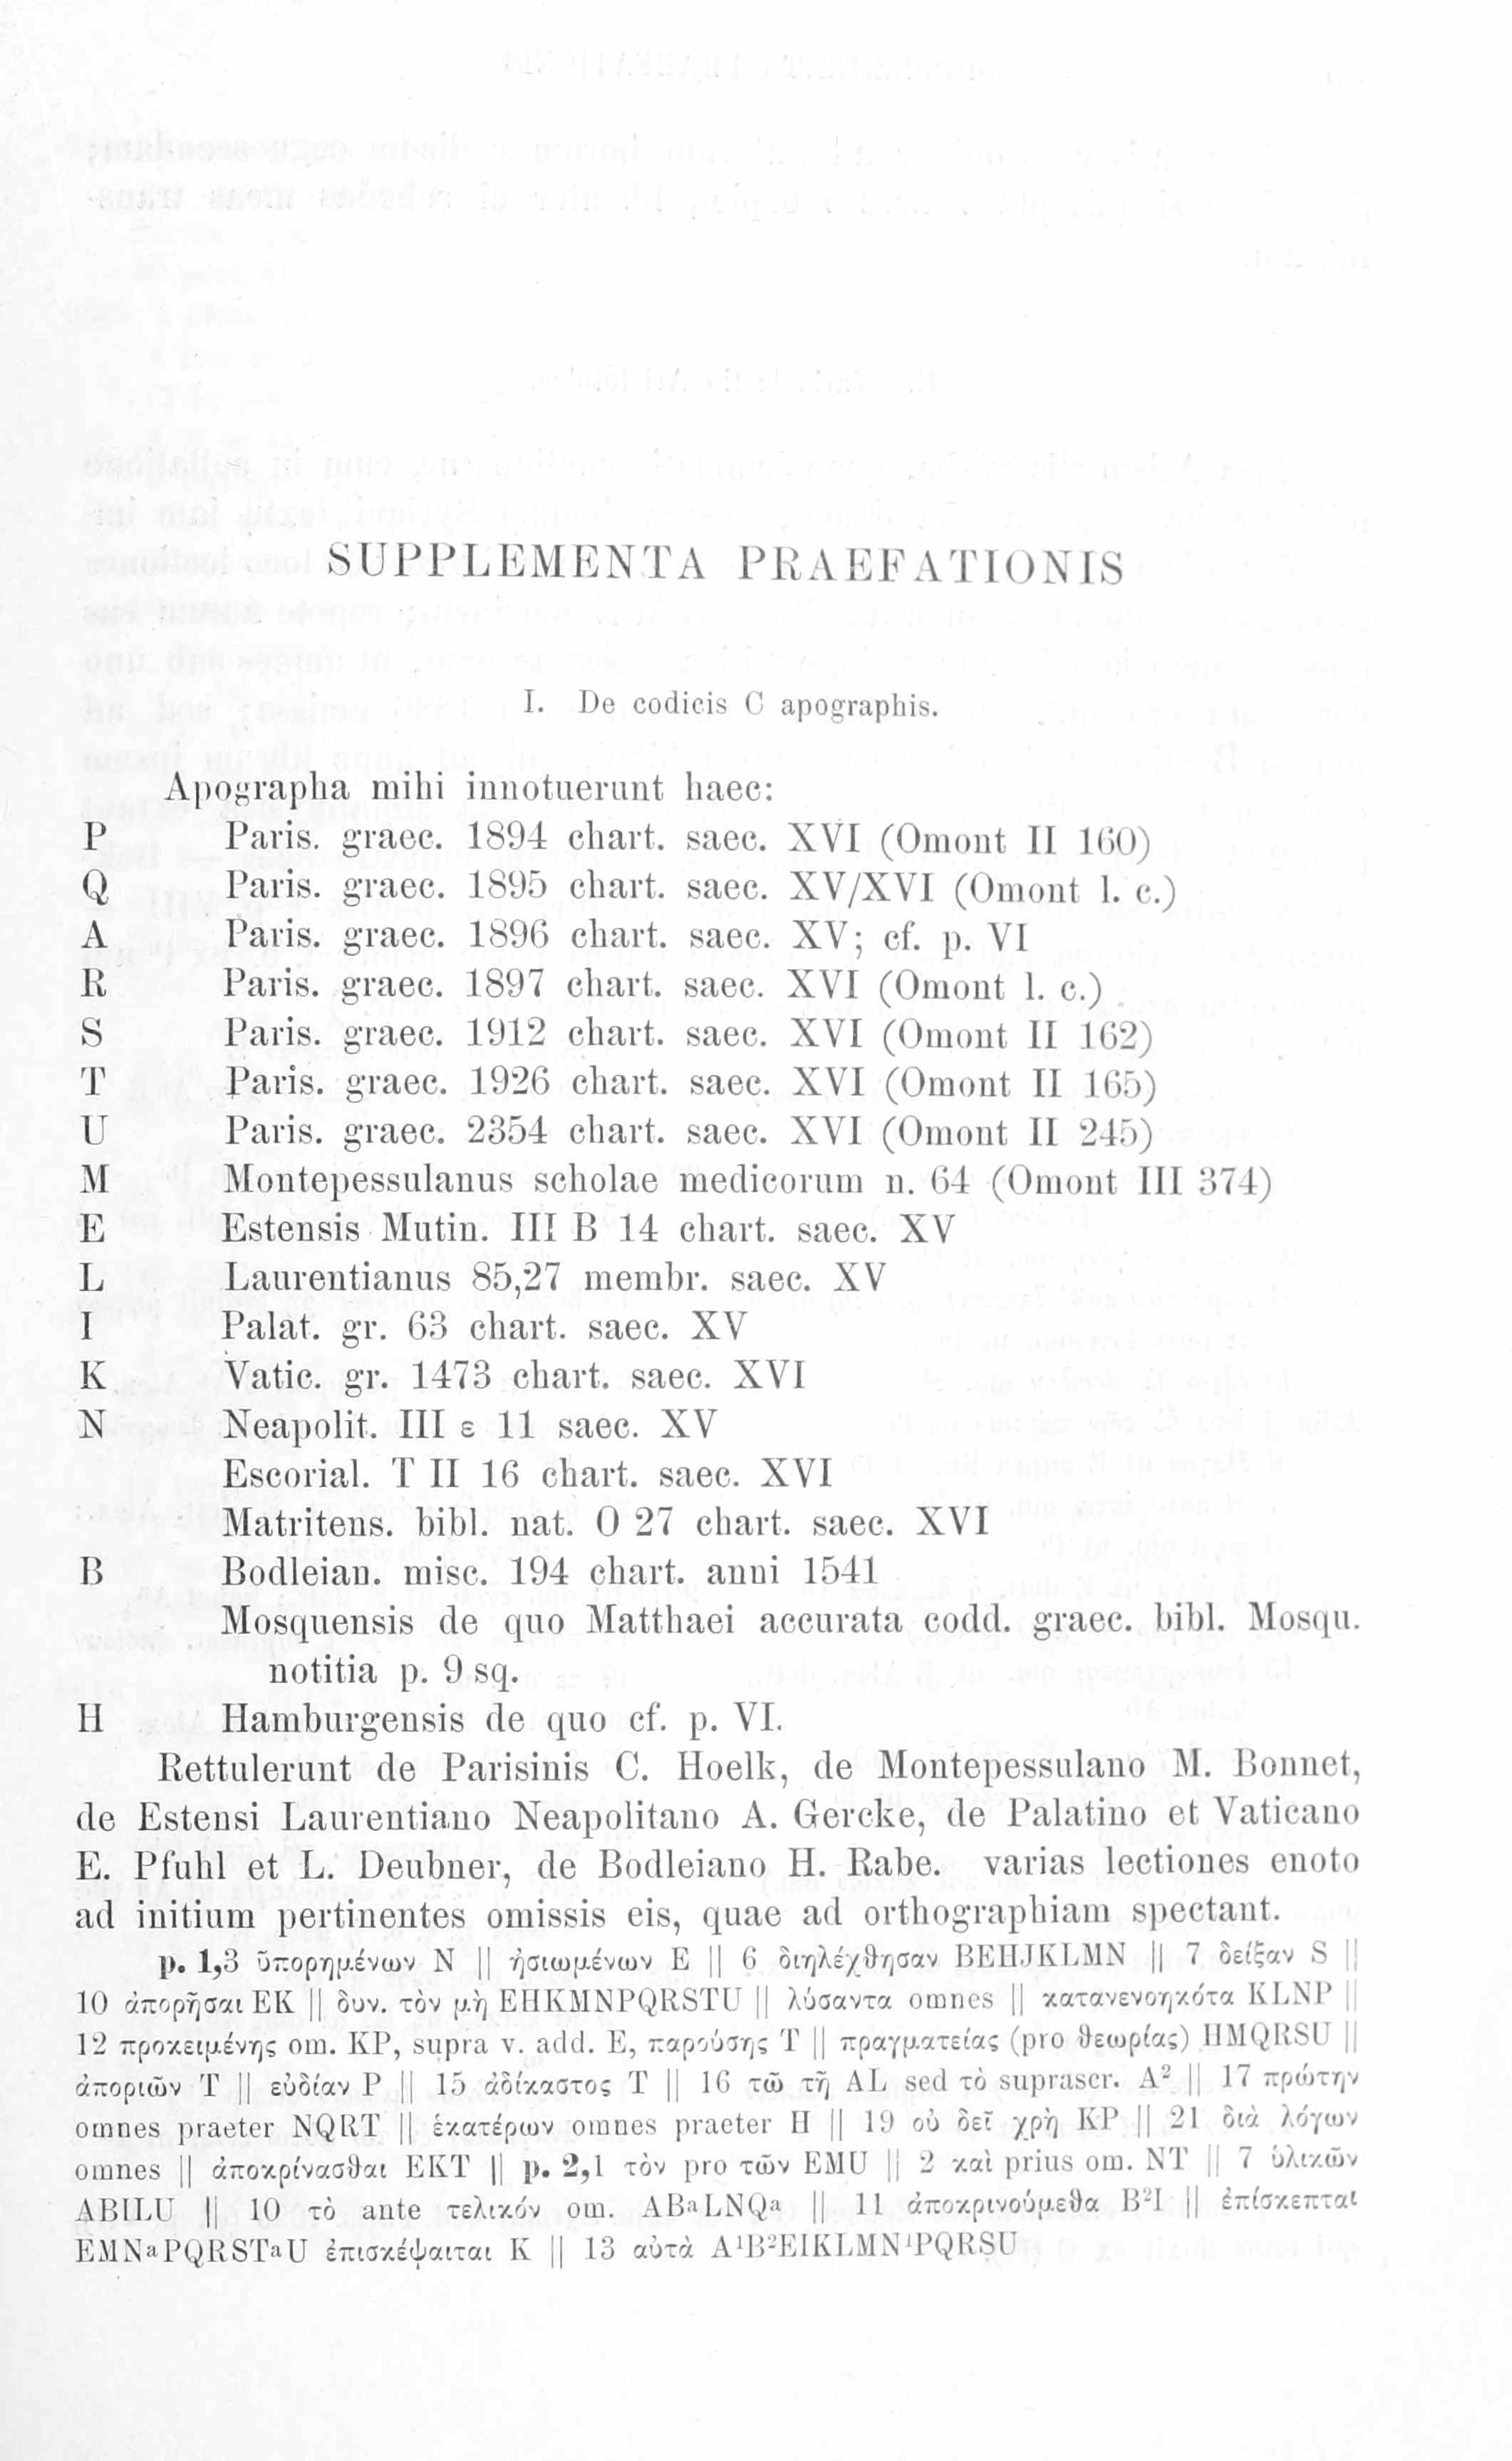 SUPPLEMENTA PRAEFATIONIS
I. De codicis C apographis.
Apographa mihi innotuerunt haec:
P Paris. graec. 1894 chart. saec. XVI (Omont II 160)
Q Paris. graec. 1895 chart. saec. XV/XVI (Omont l. c.)
A Paris. graec. 1896 chart. saec. XV; cf. p. VI
R Paris. graec. 1897 chart. saec. XVI (Omont l. c.)
S Paris. graec. 1912 chart. saec. XVI (Omont II 162)
T Paris. graec. 1926 chart. saec. XVI (Omont II 165)
U Paris. graec. 2354 chart. saec. XVI (Omont II 245)
M Montepessulanus scholae medicorum n. 64 (Omont III 374)
E Estensis Mutin. III B 14 chart. saec. XV
L Laurentianus 85,27 membr. saec. XV
I Palat. gr. 63 chart. saec. XV
K Vatic. gr. 1473 chart. saec. XVI
N Neapolit. III ε 11 saec. XV
Escorial. T II 16 chart. saec. XVI
Matritens. bibl. nat. O 27 chart. saec. XVI
B Bodleian. misc. 194 chart. anni 1541
Mosquensis de quo Matthaei accurata codd. graec. bibl. Mosqu.
notitia p. 9 sq.
H Hamburgensis de quo cf. p. VI.
Rettulerunt de Parisinis C. Hoelk, de Montepessulano M. Bonnet,
de Estensi Laurentiano Neapolitano A. Gercke, de Palatino et Vaticano
E. Pfuhl et L. Deubner, de Bodleiano H. Rabe. varias lectiones enoto
ad initium pertinentes omissis eis, quae ad orthographiam spectant.
p. 1,3 ὑπορημένων N || ἠσιωμένων E || 6 διηλέχθησαν BEHJKLMN || 7 δείξαν S ||
10 ἀπορῆσαι EK || δυν. τὸν μὴ EHKMNPQRSTU || λύσαντα omnes || κατανενοηκότα KLNP ||
12 προκειμένης om. KP, supra v. add. E, παρούσης T || πραγματείας (pro θεωρίας) HMQRSU ||
ἀποριῶν T || εὐδίαν P || 15 ἀδίκαστος T || 16 τῶ τῇ AL sed τὸ suprascr. A² || 17 πρώτην
omnes praeter NQRT || ἑκατέρων omnes praeter H || 19 οὐ δεῖ χρὴ KP || 21 διὰ λόγων
omnes || ἀποκρίνασθαι EKT || p. 2,1 τὸν pro τῶν EMU || 2 καὶ prius om. NT || 7 ὑλικῶν
ABILU || 10 τὸ ante τελικόν om. ABᵃLNQᵃ || 11 ἀποκρινούμεθα B²I || ἐπίσκεπται
EMNᵃPQRSTᵃU ἐπισκέψαιται K || 13 αὐτὰ A¹B²EIKLMN¹PQRSU